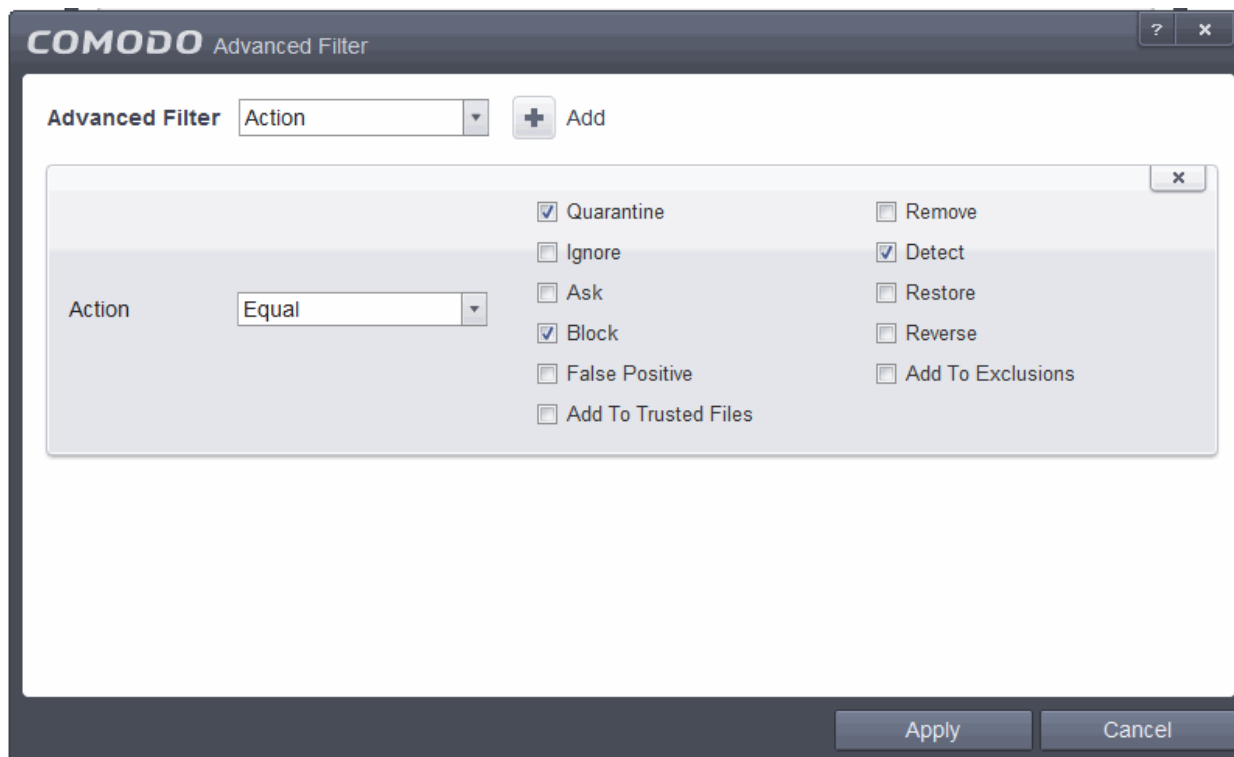 COMODO Advanced Filter
? ×
Advanced Filter Action + Add
×
Quarantine Remove
Ignore Detect
Ask Restore
Action Equal
Block Reverse
False Positive Add To Exclusions
Add To Trusted Files
Apply Cancel